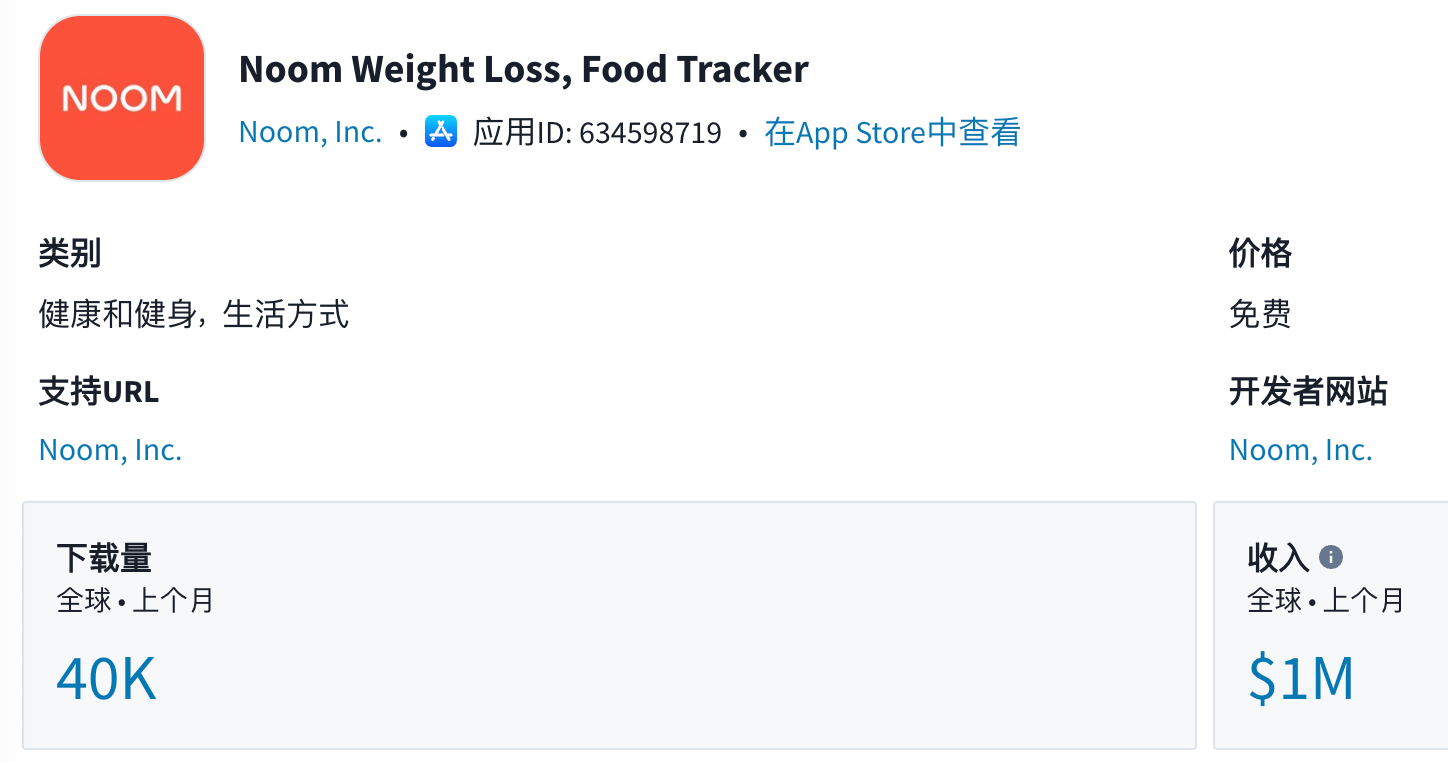 NOOM
Noom Weight Loss, Food Tracker
Noom, Inc. • 应用ID: 634598719 • 在App Store中查看
类别
健康和健身，生活方式
价格
免费
支持URL
Noom, Inc.
开发者网站
Noom, Inc.
下载量
全球 • 上个月
40K
收入
全球 • 上个月
$1M